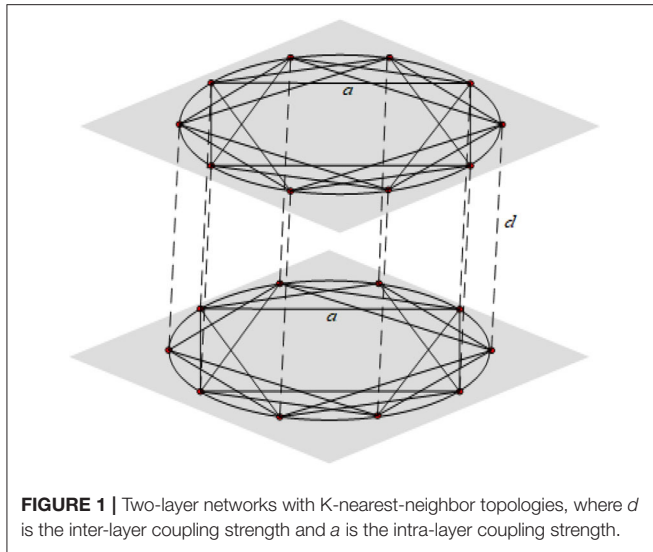 a
d
a
FIGURE 1 | Two-layer networks with K-nearest-neighbor topologies, where d
is the inter-layer coupling strength and a is the intra-layer coupling strength.